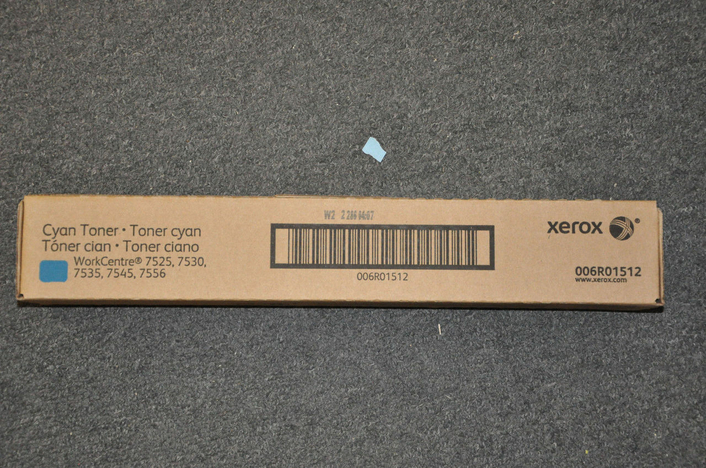 Cyan Toner • Toner cyan
Tóner cian • Toner ciano
WorkCentre® 7525, 7530,
7535, 7545, 7556
W2
006R01512
xerox ®
006R01512
www.xerox.com